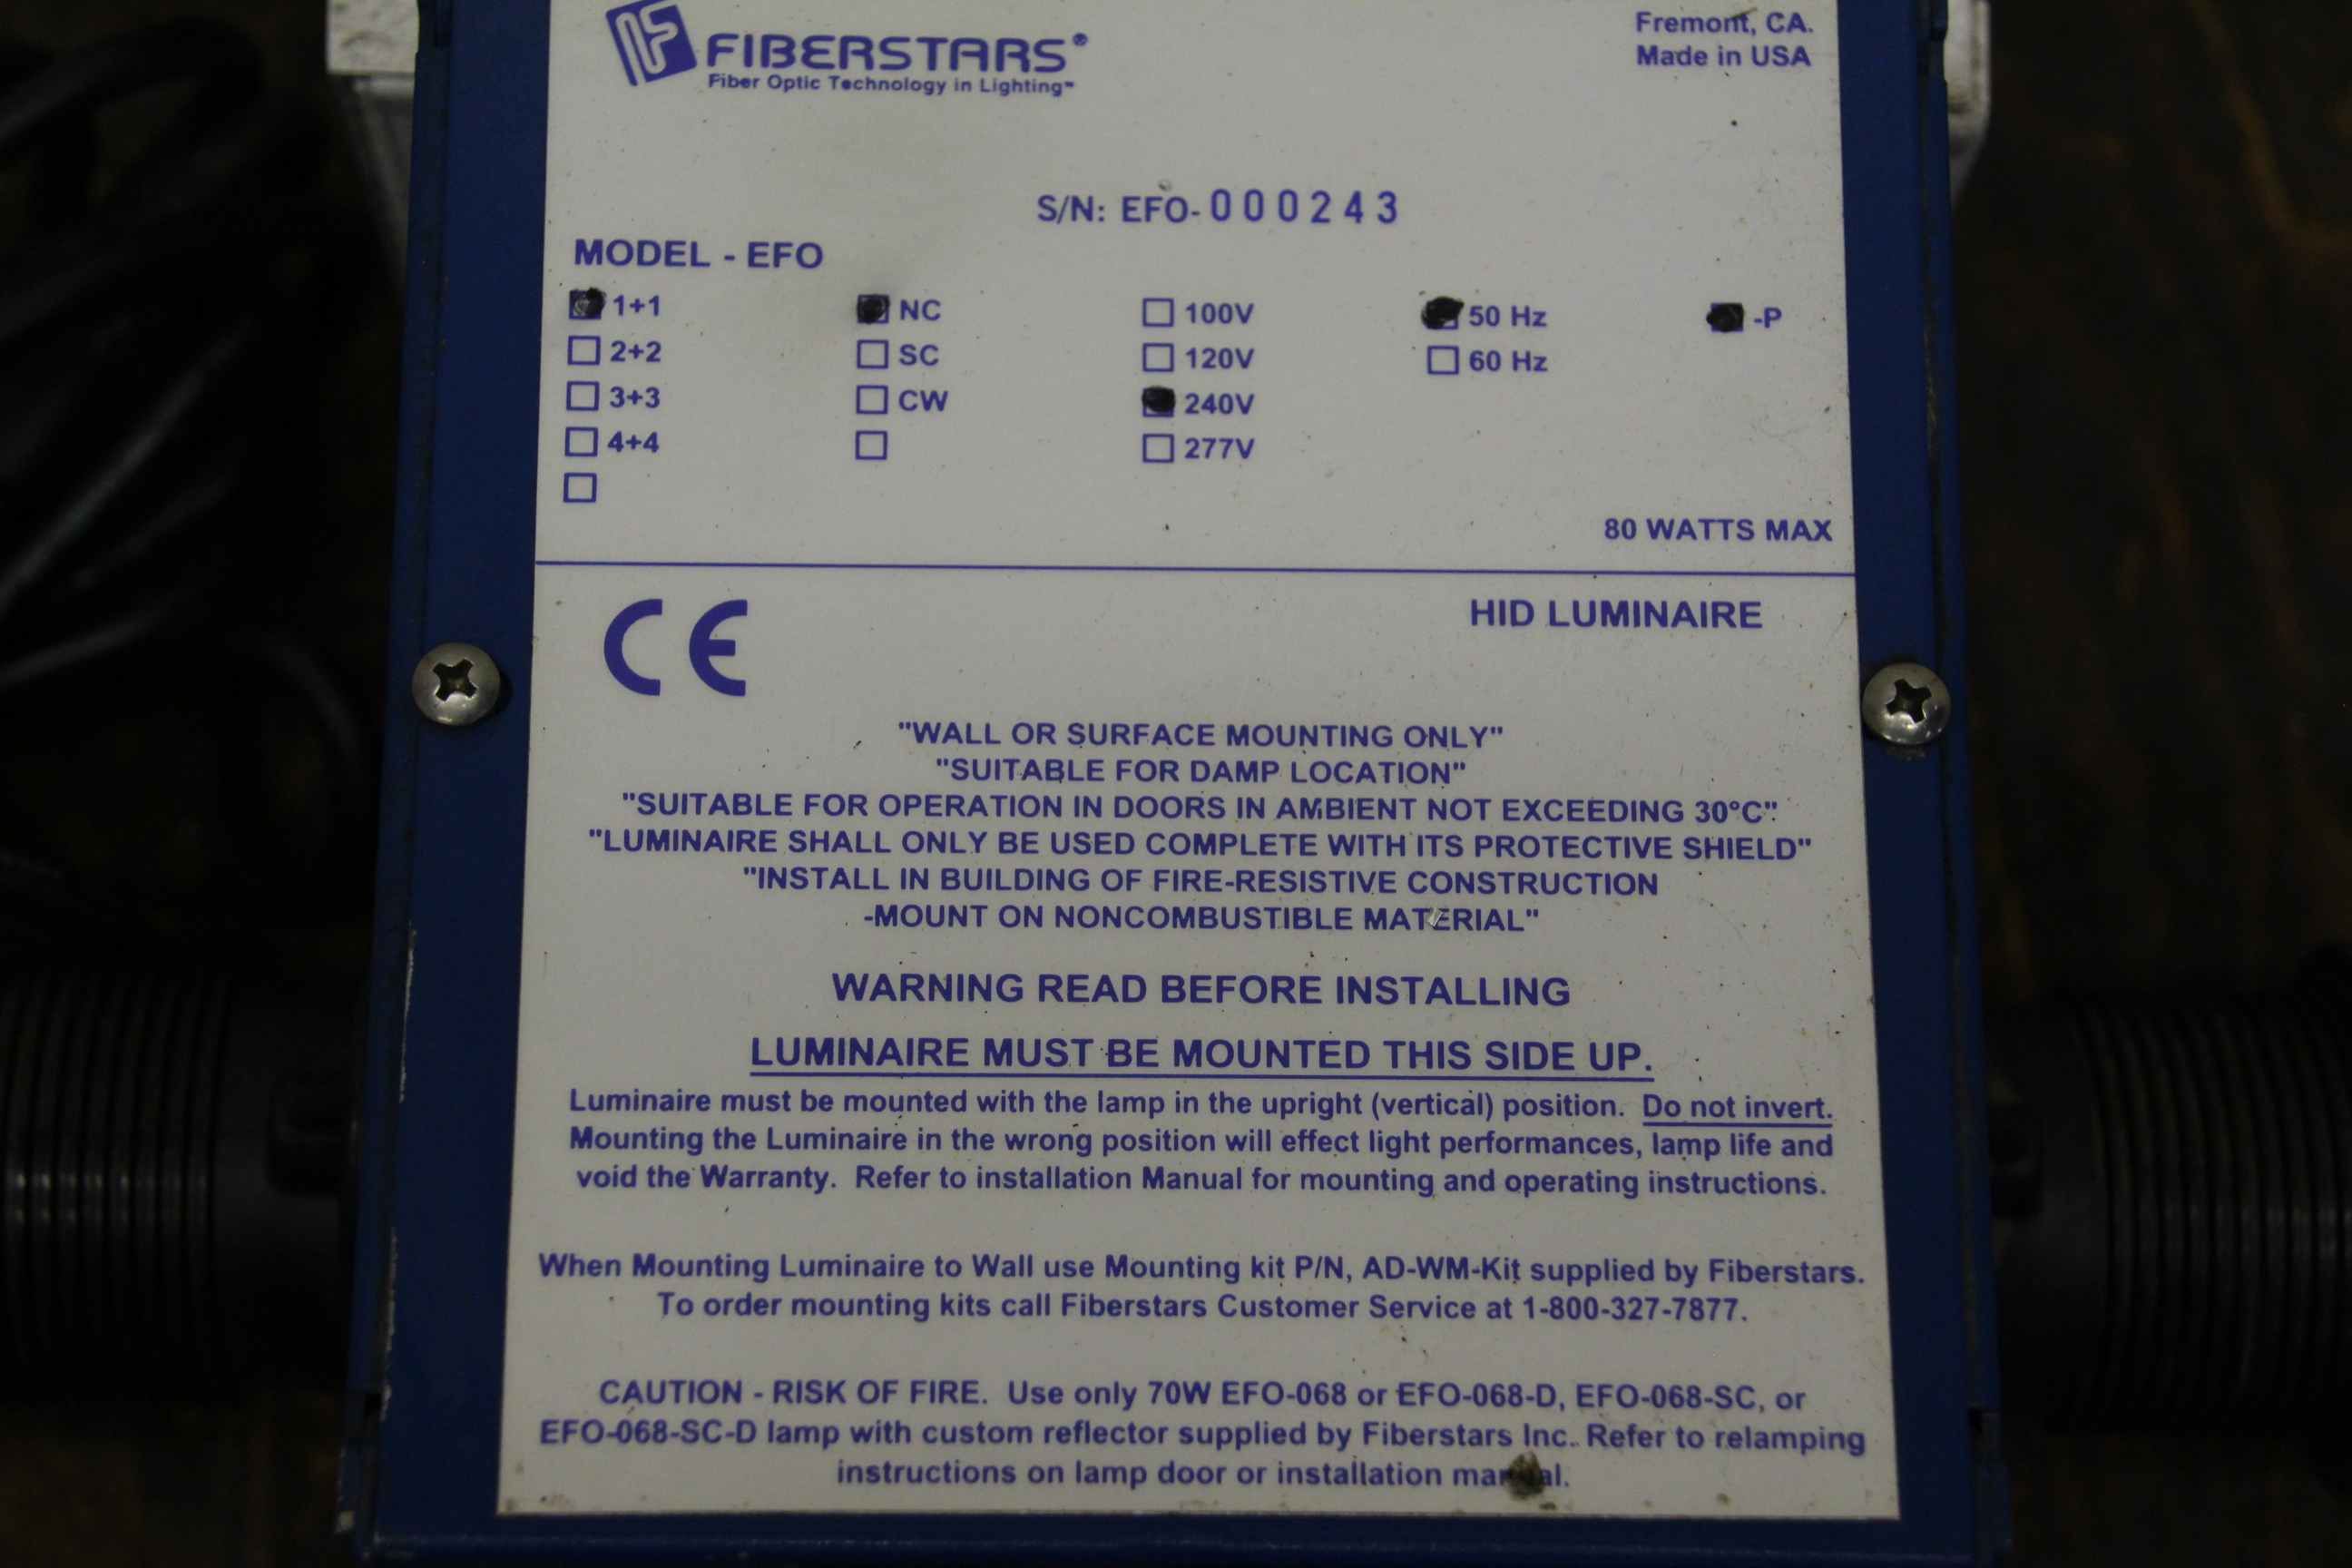 FIBERSTARS®
Fiber Optic Technology in Lighting™
Fremont, CA.
Made in USA
S/N: EFO-000243
MODEL - EFO
1+1 NC 100V 50 Hz -P
2+2 SC 120V 60 Hz
3+3 CW 240V
4+4 277V
80 WATTS MAX
CE
HID LUMINAIRE
"WALL OR SURFACE MOUNTING ONLY"
"SUITABLE FOR DAMP LOCATION"
"SUITABLE FOR OPERATION IN DOORS IN AMBIENT NOT EXCEEDING 30°C"
"LUMINAIRE SHALL ONLY BE USED COMPLETE WITH ITS PROTECTIVE SHIELD"
"INSTALL IN BUILDING OF FIRE-RESISTIVE CONSTRUCTION
-MOUNT ON NONCOMBUSTIBLE MATERIAL"
WARNING READ BEFORE INSTALLING
LUMINAIRE MUST BE MOUNTED THIS SIDE UP.
Luminaire must be mounted with the lamp in the upright (vertical) position. Do not invert.
Mounting the Luminaire in the wrong position will effect light performances, lamp life and
void the Warranty. Refer to installation Manual for mounting and operating instructions.
When Mounting Luminaire to Wall use Mounting kit P/N, AD-WM-Kit supplied by Fiberstars.
To order mounting kits call Fiberstars Customer Service at 1-800-327-7877.
CAUTION - RISK OF FIRE. Use only 70W EFO-068 or EFO-068-D, EFO-068-SC, or
EFO-068-SC-D lamp with custom reflector supplied by Fiberstars Inc. Refer to relamping
instructions on lamp door or installation manual.